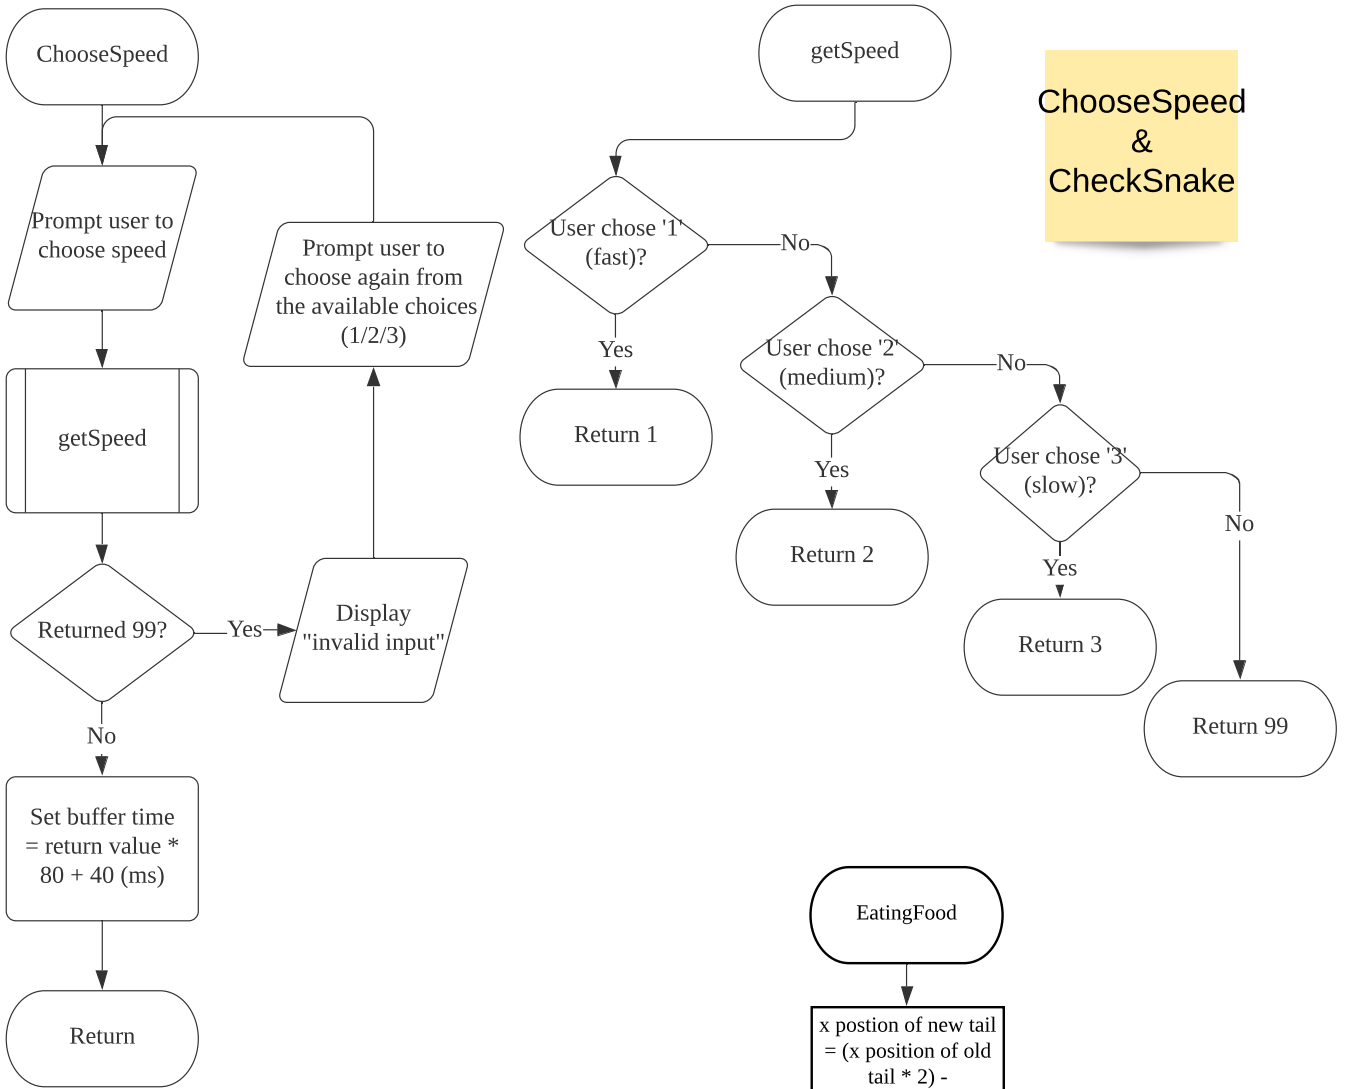 ChooseSpeed
Prompt user to
choose speed
getSpeed
Returned 99?
Yes
No
Set buffer time
= return value *
80 + 40 (ms)
Return
Prompt user to
choose again from
the available choices
(1/2/3)
Display
"invalid input"
getSpeed
User chose '1'
(fast)?
No
Yes
Return 1
User chose '2'
(medium)?
No
Yes
Return 2
User chose '3'
(slow)?
No
Yes
Return 3
Return 99
ChooseSpeed
&
CheckSnake
EatingFood
x postion of new tail
= (x position of old
tail * 2) -